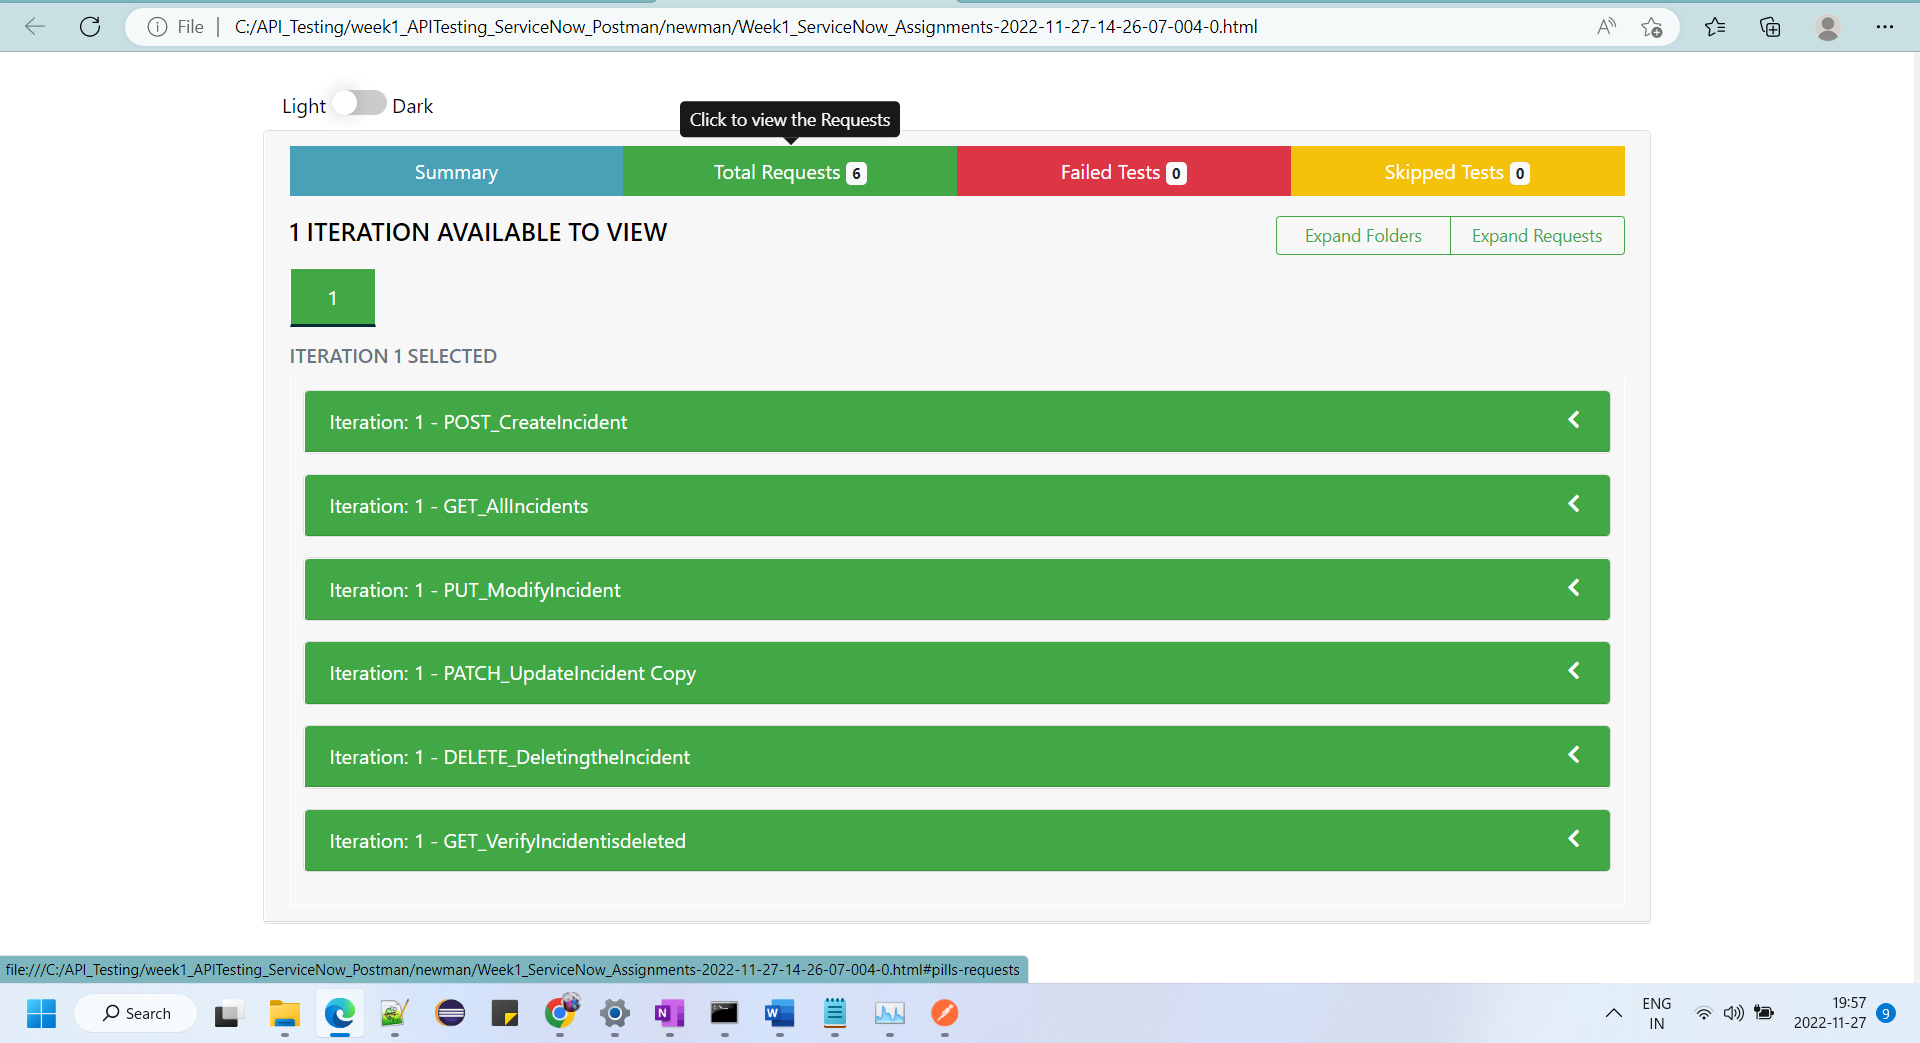 File C:/API_Testing/week1_APITesting_ServiceNow_Postman/newman/Week1_ServiceNow_Assignments-2022-11-27-14-26-07-004-0.html
Light Dark
Click to view the Requests
Summary Total Requests 6 Failed Tests 0 Skipped Tests 0
1 ITERATION AVAILABLE TO VIEW
Expand Folders Expand Requests
1
ITERATION 1 SELECTED
Iteration: 1 - POST_CreateIncident
Iteration: 1 - GET_AllIncidents
Iteration: 1 - PUT_ModifyIncident
Iteration: 1 - PATCH_UpdateIncident Copy
Iteration: 1 - DELETE_DeletingtheIncident
Iteration: 1 - GET_VerifyIncidentisdeleted
file:///C:/API_Testing/week1_APITesting_ServiceNow_Postman/newman/Week1_ServiceNow_Assignments-2022-11-27-14-26-07-004-0.html#pills-requests
Search
ENG
IN
19:57
2022-11-27
9